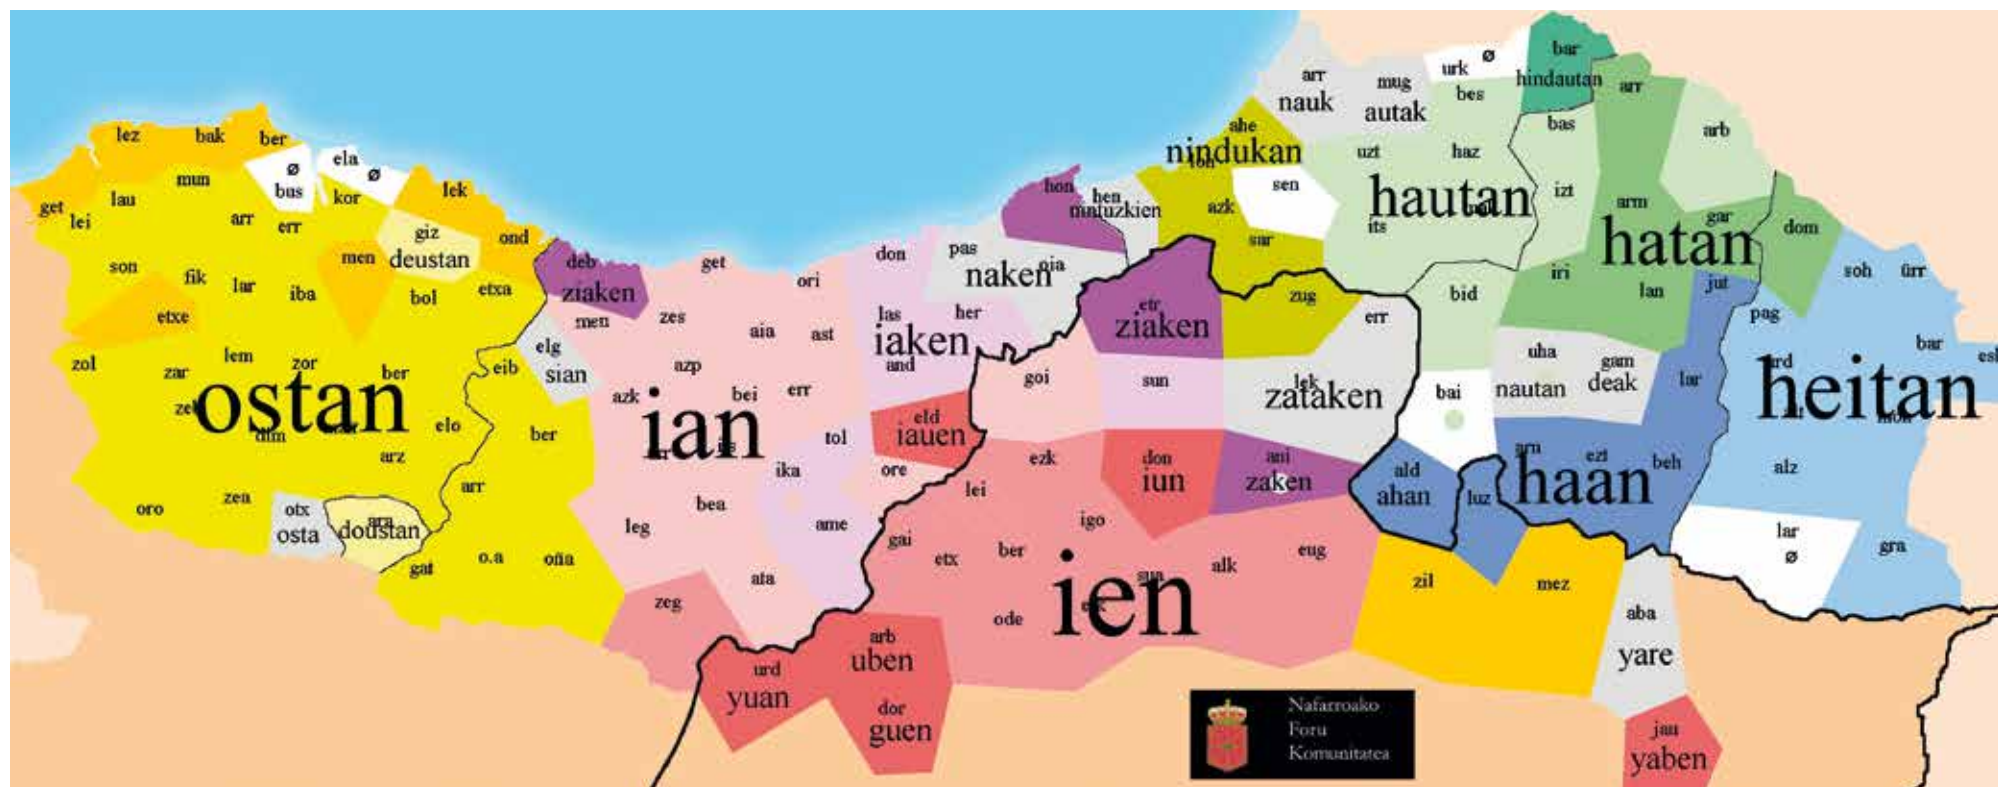 lez
bak
ber
get
lei
lau
mun
bus
ø
ela
ø
kor
lek
ond
arr
err
giz
deustan
men
son
fik
lar
iba
bol
etxa
etxe
zol
zar
lem
zor
ber
ostan
elo
arz
oro
zea
otx
osta
doustan
gat
o.a
oña
arr
eib
ber
deb
ziaken
men
elg
sian
get
ori
zes
aia
ast
azp
azk
bei
err
ian
leg
bea
ika
tol
ame
ata
zeg
don
las
her
iaken
and
eld
iauen
ore
pas
naken
oia
hon
hen
mutuzkien
goi
etr
ziaken
sun
ezk
lei
gai
etx
ber
igo
ode
ien
don
iun
ani
zaken
alk
eug
urd
yuan
arb
uben
dor
guen
ahe
nindukan
azk
sar
sen
zug
err
zataken
arr
nauk
mug
autak
urk
ø
bes
uzt
haz
hautan
its
bar
hindautan
bas
izt
arr
arb
arm
gar
hatan
iri
lan
bid
bai
uha
nautan
gam
deak
jut
lar
dom
pag
soh
ürr
bar
heitan
alz
lar
ø
gra
ald
ahan
luz
haan
ezt
beh
zil
mez
aba
yare
jau
yaben
Nafarroako
Foru
Komunitatea